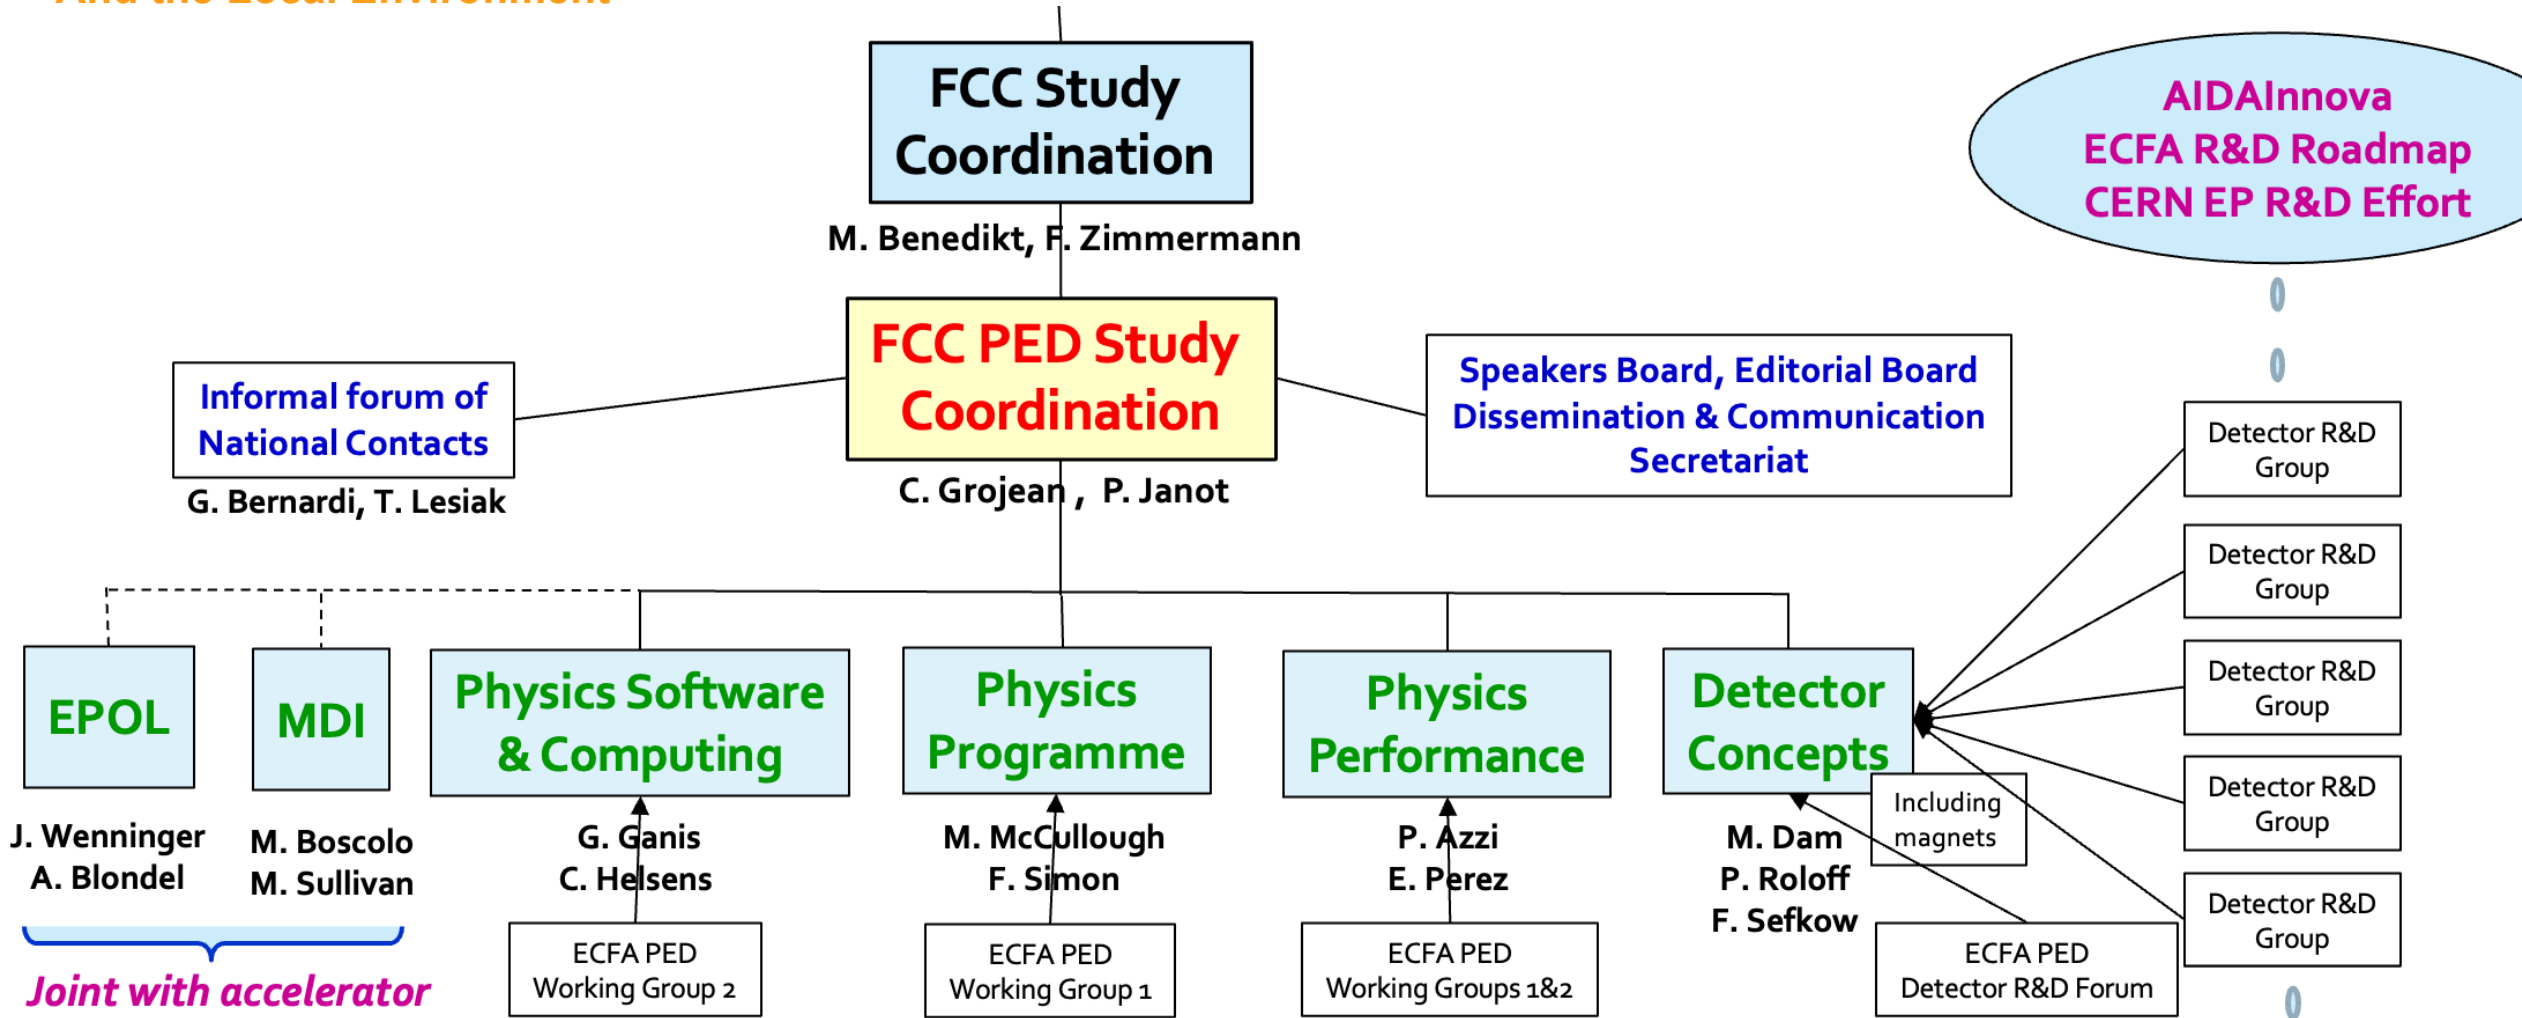 And the Local Environment
FCC Study
Coordination
M. Benedikt, F. Zimmermann
AIDAInnova
ECFA R&D Roadmap
CERN EP R&D Effort
FCC PED Study
Coordination
C. Grojean , P. Janot
Informal forum of
National Contacts
G. Bernardi, T. Lesiak
Speakers Board, Editorial Board
Dissemination & Communication
Secretariat
Detector R&D
Group
Detector R&D
Group
Detector R&D
Group
Detector R&D
Group
Detector R&D
Group
EPOL
J. Wenninger
A. Blondel
MDI
M. Boscolo
M. Sullivan
Joint with accelerator
Physics Software
& Computing
G. Ganis
C. Helsens
ECFA PED
Working Group 2
Physics
Programme
M. McCullough
F. Simon
ECFA PED
Working Group 1
Physics
Performance
P. Azzi
E. Perez
ECFA PED
Working Groups 1&2
Detector
Concepts
Including
magnets
M. Dam
P. Roloff
F. Sefkow
ECFA PED
Detector R&D Forum